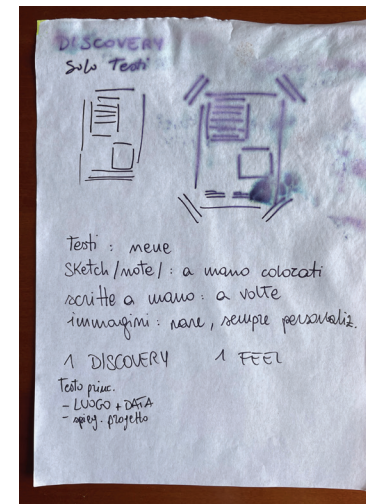 DISCOVERY
Solo Testi
Testi : neue
Sketch/note/: a mano colorati
scritte a mano: a volte
immagini: rare, sempre personaliz.
1 DISCOVERY 1 FEEL
Testo princ.
- LUOGO + DATA
- spieg. progetto